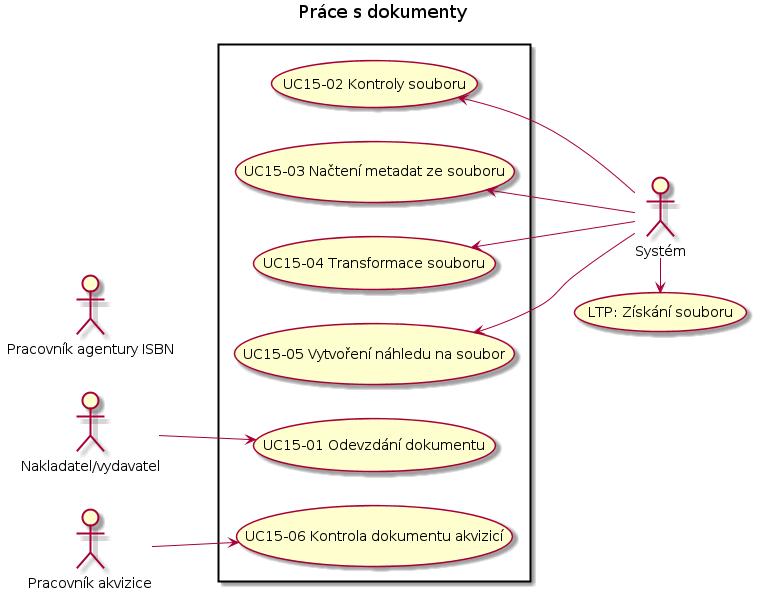 Práce s dokumenty
UC15-02 Kontroly souboru
UC15-03 Načtení metadat ze souboru
UC15-04 Transformace souboru
UC15-05 Vytvoření náhledu na soubor
UC15-01 Odevzdání dokumentu
UC15-06 Kontrola dokumentu akvizicí
Systém
LTP: Získání souboru
Pracovník agentury ISBN
Nakladatel/vydavatel
Pracovník akvizice